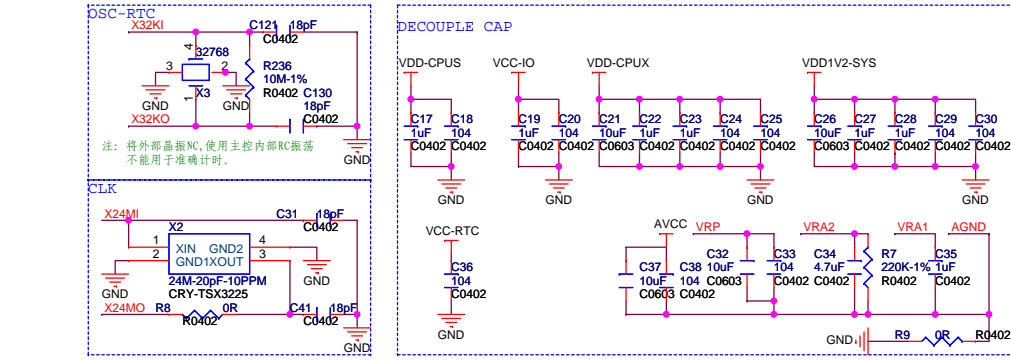 OSC-RTC
X32KI
C121 18pF
C0402
4
32768
3
2
R236
10M-1%
R0402
GND
GND
X3
1
C130
18pF
C0402
X32KO
GND
注: 将外部晶振NC,使用主控内部RC振荡
不能用于准确计时。
CLK
X24MI
C31 18pF
C0402
X2
1 XIN GND2 4
2 GND1XOUT 3
24M-20pF-10PPM
CRY-TSX3225
GND
GND
X24MO R8 0R
R0402
C41 18pF
C0402
GND
DECOUPLE CAP
VDD-CPUS
VCC-IO
VDD-CPUX
VDD1V2-SYS
C17 C18 C19 C20 C21 C22 C23 C24 C25 C26 C27 C28 C29 C30
1uF 104 1uF 104 10uF 1uF 1uF 104 104 10uF 1uF 1uF 104 104
C0402 C0402 C0402 C0402 C0603 C0402 C0402 C0402 C0402 C0603 C0402 C0402 C0402 C0402
GND GND GND GND
VCC-RTC
C36
104
C0402
GND
AVCC VRP VRA2 VRA1 AGND
C37
10uF
C0603
C38
104
C0402
C32
10uF
C0603
C33
104
C0402
C34
4.7uF
C0402
R7
220K-1%
R0402
C35
1uF
C0402
GND R9 0R R0402